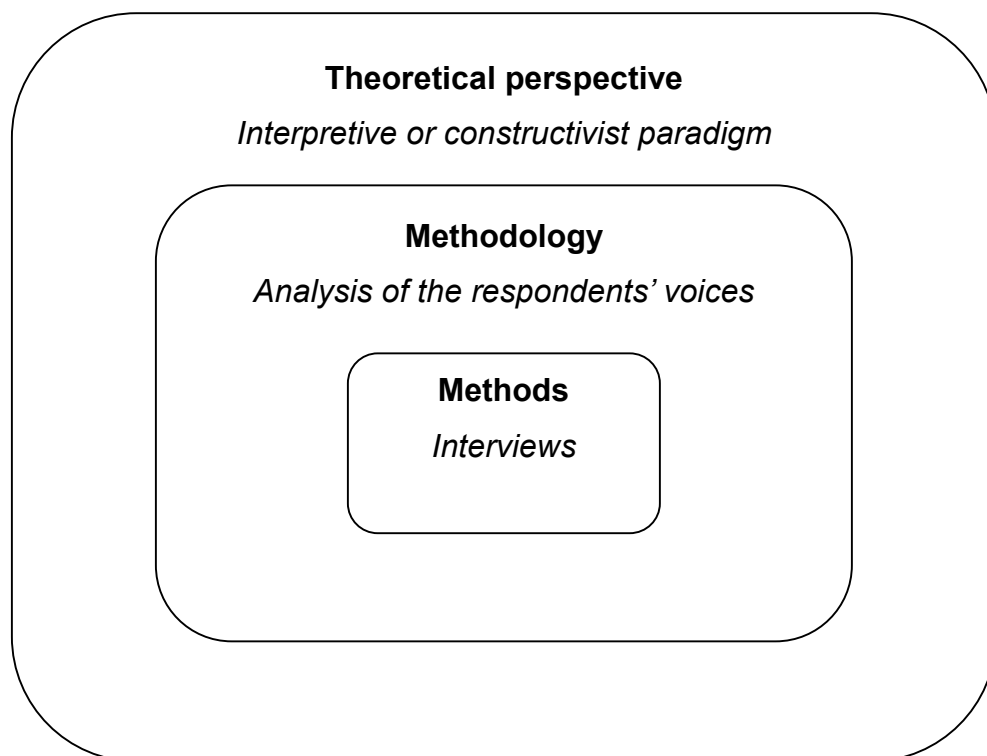 Theoretical perspective
Interpretive or constructivist paradigm
Methodology
Analysis of the respondents’ voices
Methods
Interviews